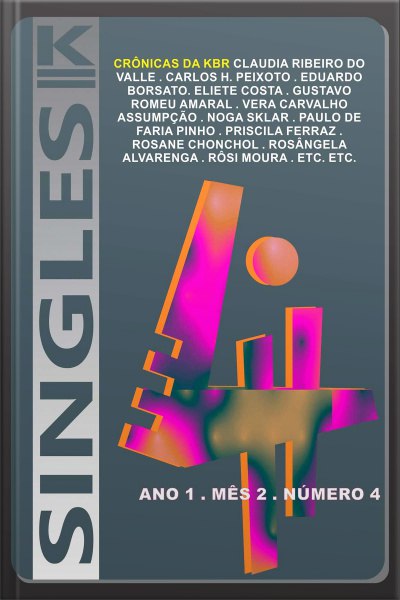 K
SINGLES
CRÔNICAS DA KBR CLAUDIA RIBEIRO DO
VALLE . CARLOS H. PEIXOTO . EDUARDO
BORSATO. ELIETE COSTA . GUSTAVO
ROMEU AMARAL . VERA CARVALHO
ASSUMPÇÃO . NOGA SKLAR . PAULO DE
FARIA PINHO . PRISCILA FERRAZ .
ROSANE CHONCHOL . ROSÂNGELA
ALVARENGA . RÔSI MOURA . ETC. ETC.
ANO 1 . MÊS 2 . NÚMERO 4